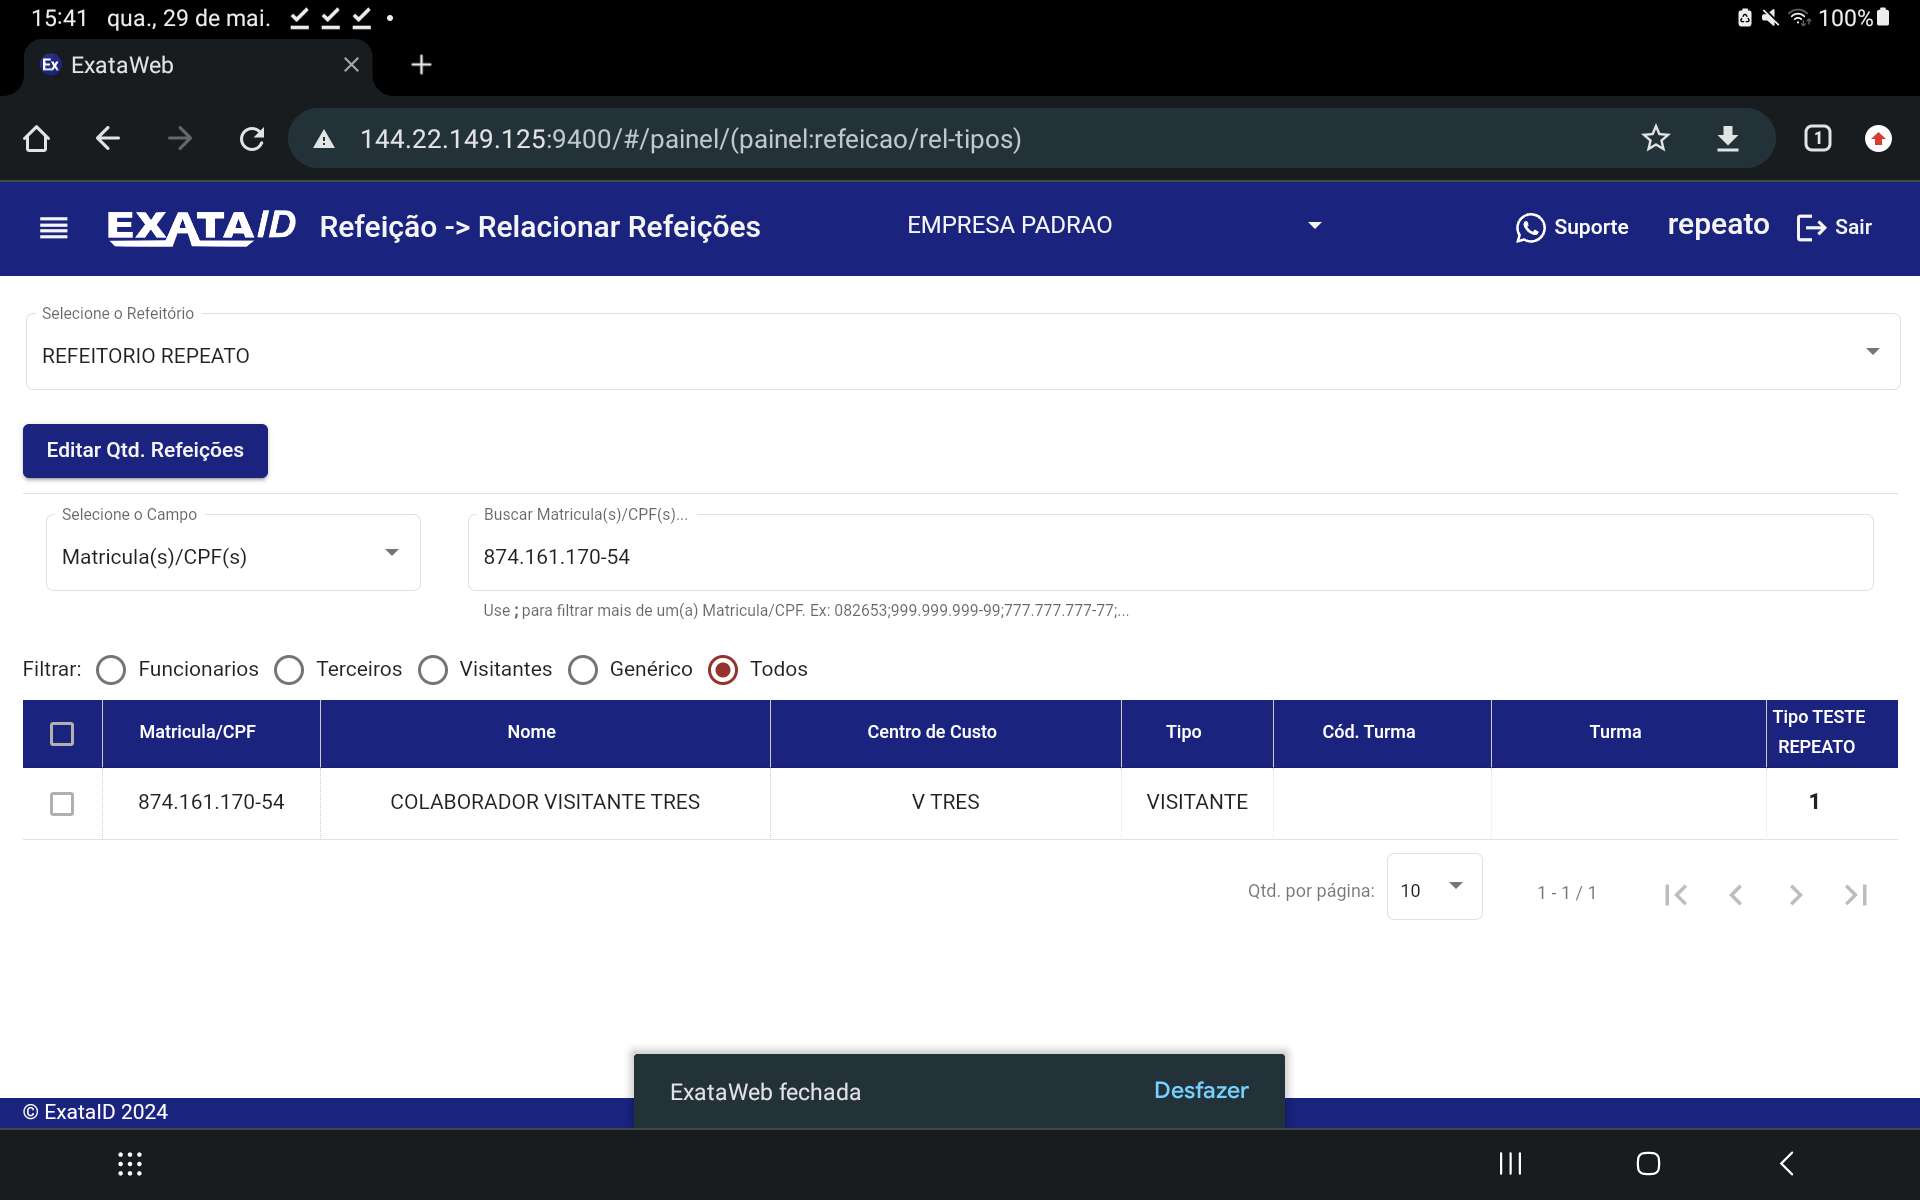 15:41 qua., 29 de mai.
100%
Ex ExataWeb
144.22.149.125:9400/#/painel/(painel:refeicao/rel-tipos)
1
EXATAID Refeição -> Relacionar Refeições EMPRESA PADRAO Suporte repeato Sair
Selecione o Refeitório
REFEITORIO REPEATO
Editar Qtd. Refeições
Selecione o Campo Buscar Matricula(s)/CPF(s)...
Matricula(s)/CPF(s) 874.161.170-54
Use ; para filtrar mais de um(a) Matricula/CPF. Ex: 082653;999.999.999-99;777.777.777-77;...
Filtrar: Funcionarios Terceiros Visitantes Genérico Todos
Matricula/CPF Nome Centro de Custo Tipo Cód. Turma Turma Tipo TESTE
REPEATO
874.161.170-54 COLABORADOR VISITANTE TRES V TRES VISITANTE 1
Qtd. por página: 10 1 - 1 / 1
ExataWeb fechada Desfazer
© ExataID 2024